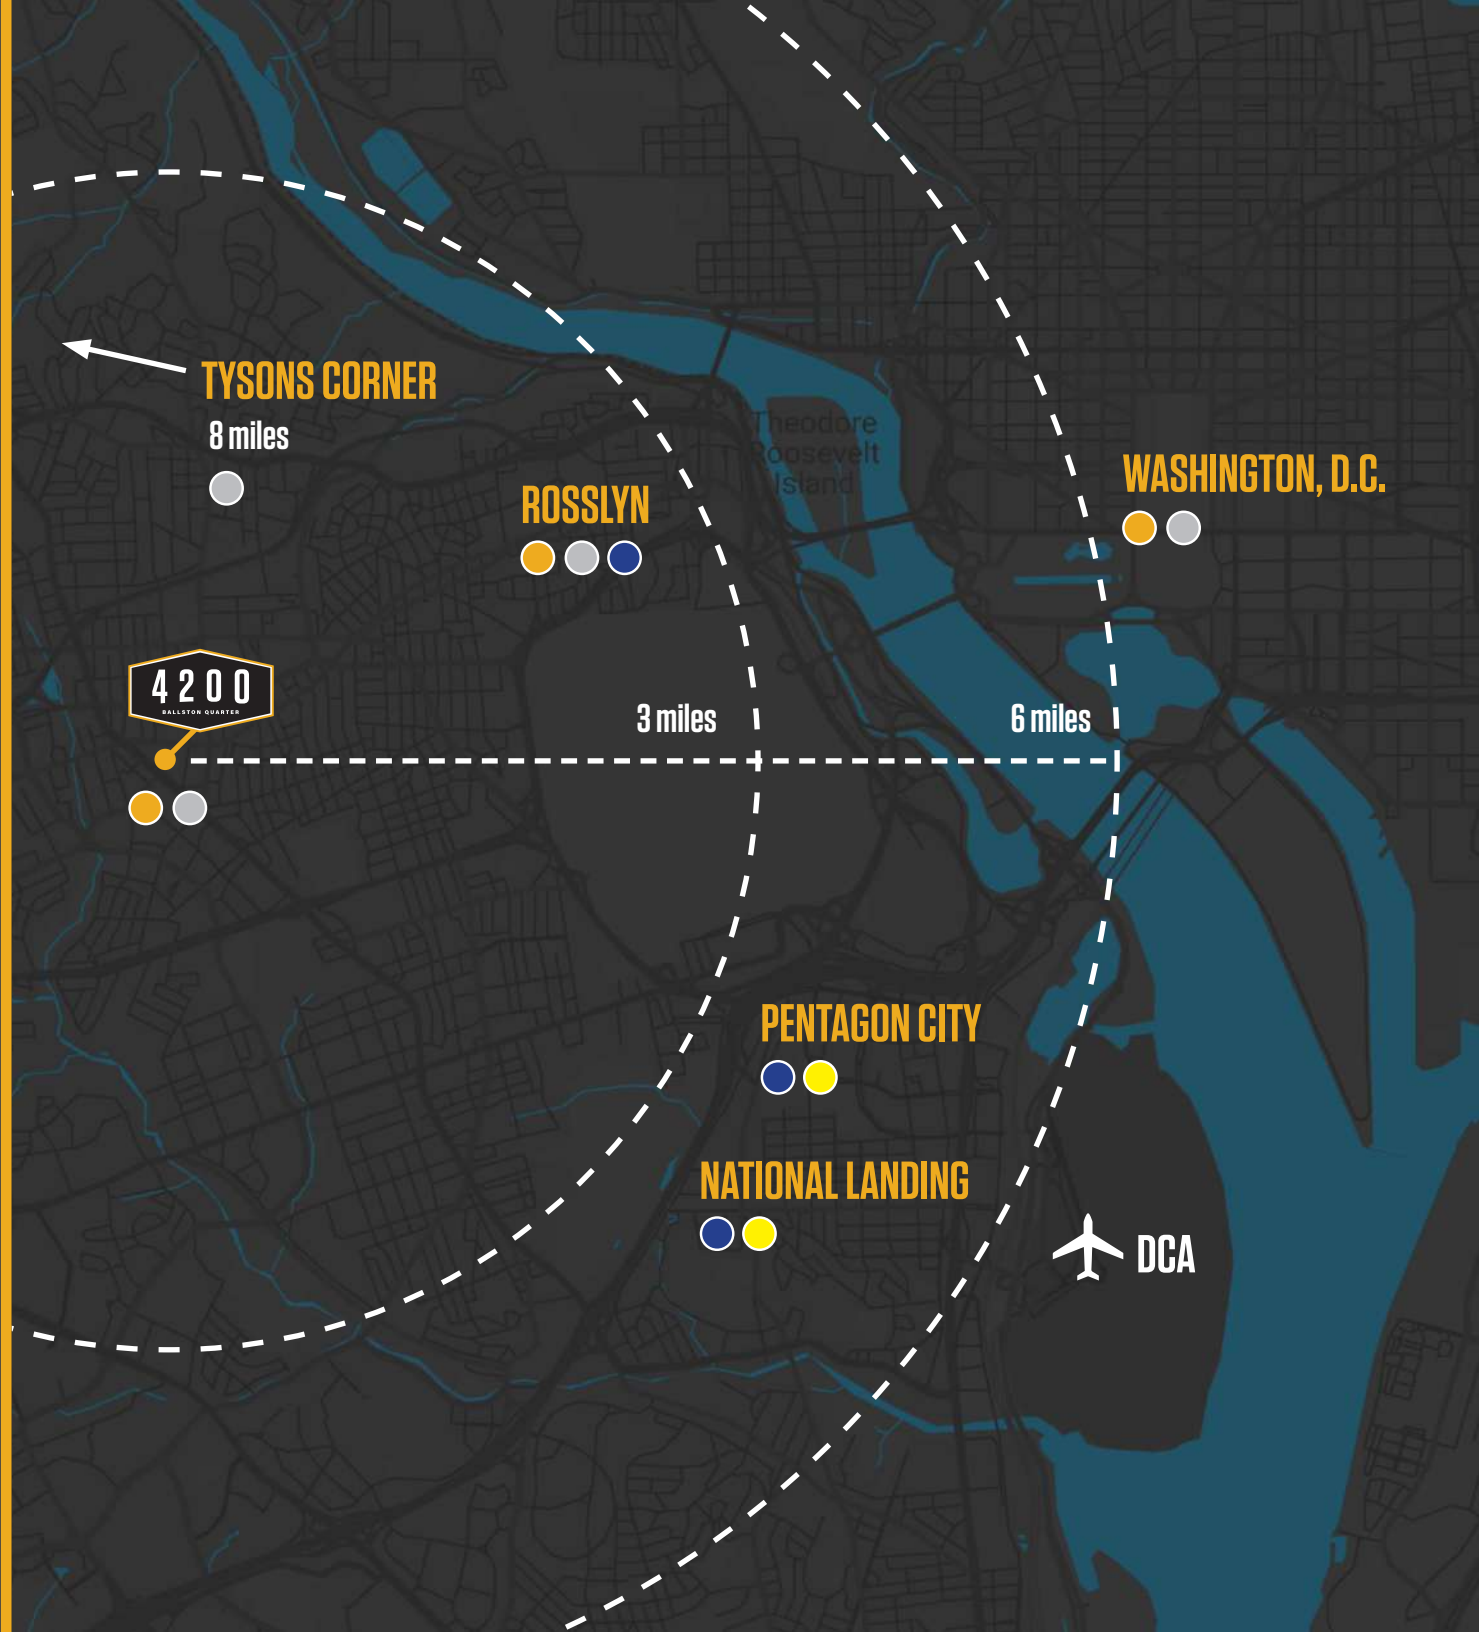 TYSONS CORNER
8 miles
Theodore
Roosevelt
Island
ROSSLYN
WASHINGTON, D.C.
4200
BALLSTON QUARTER
3 miles
6 miles
PENTAGON CITY
NATIONAL LANDING
DCA